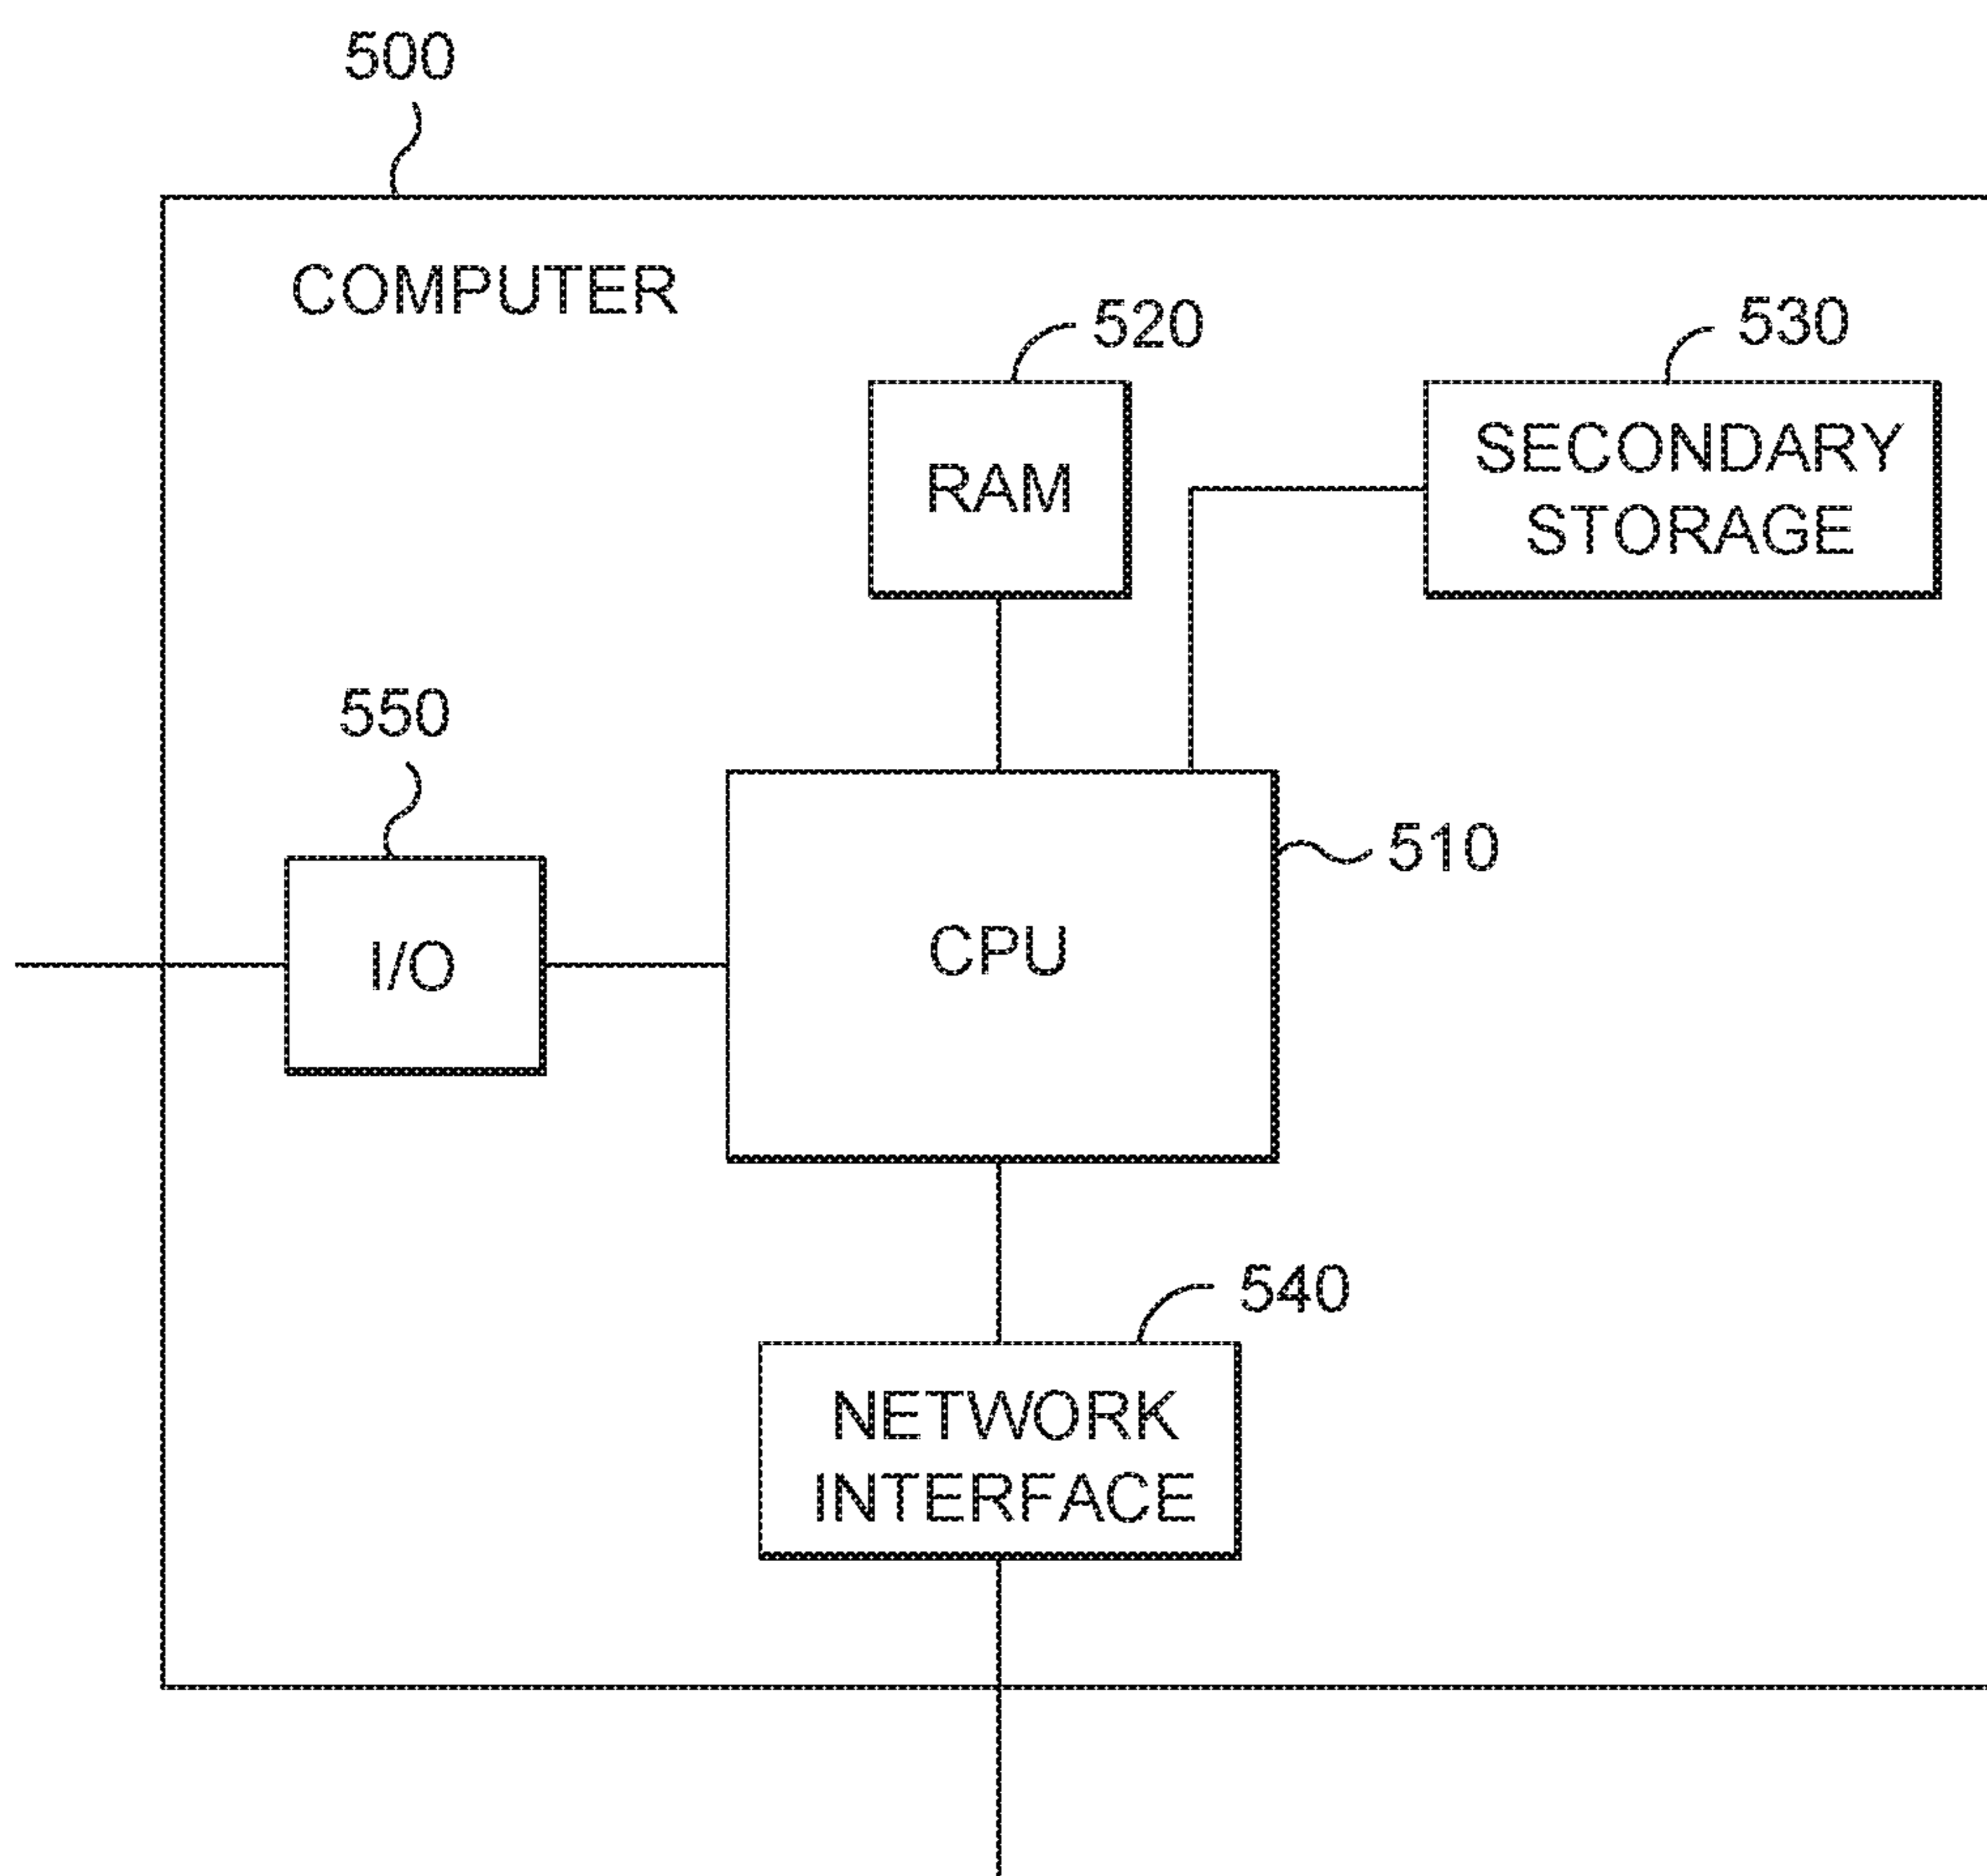 500
COMPUTER
520
530
RAM
SECONDARY
STORAGE
550
510
I/O
CPU
540
NETWORK
INTERFACE